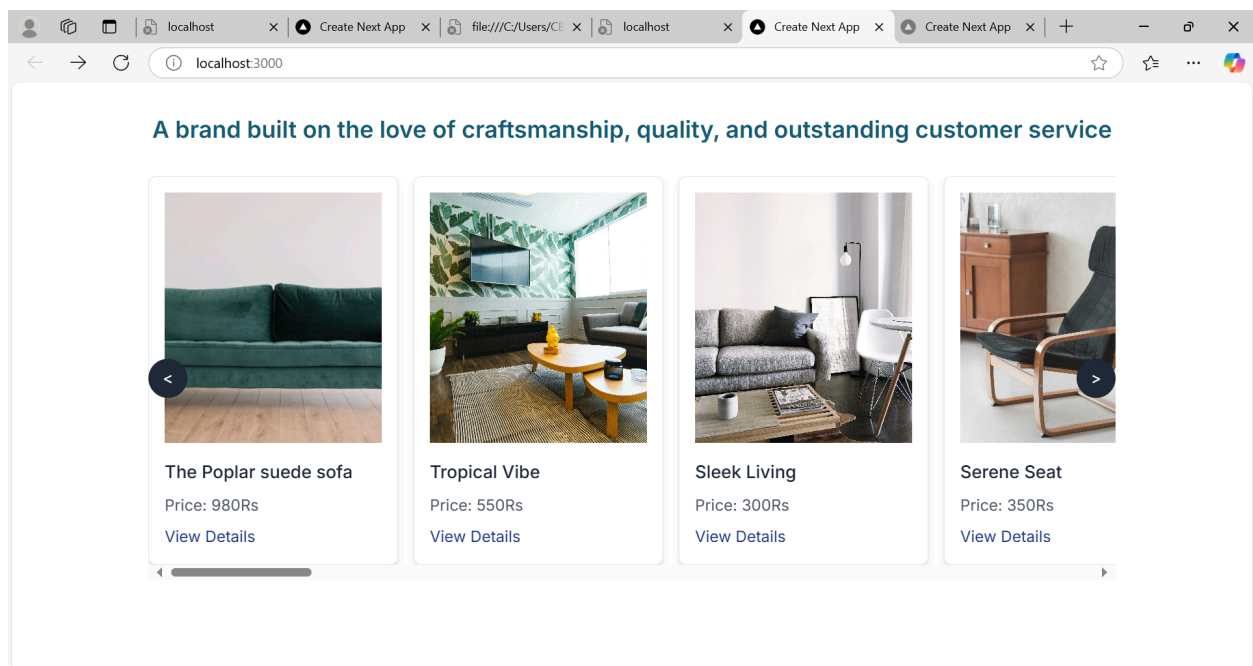 localhost
Create Next App
file:///C:/Users/CE
localhost
Create Next App
Create Next App
localhost:3000
A brand built on the love of craftsmanship, quality, and outstanding customer service
<
>
The Poplar suede sofa
Tropical Vibe
Sleek Living
Serene Seat
Price: 980Rs
Price: 550Rs
Price: 300Rs
Price: 350Rs
View Details
View Details
View Details
View Details